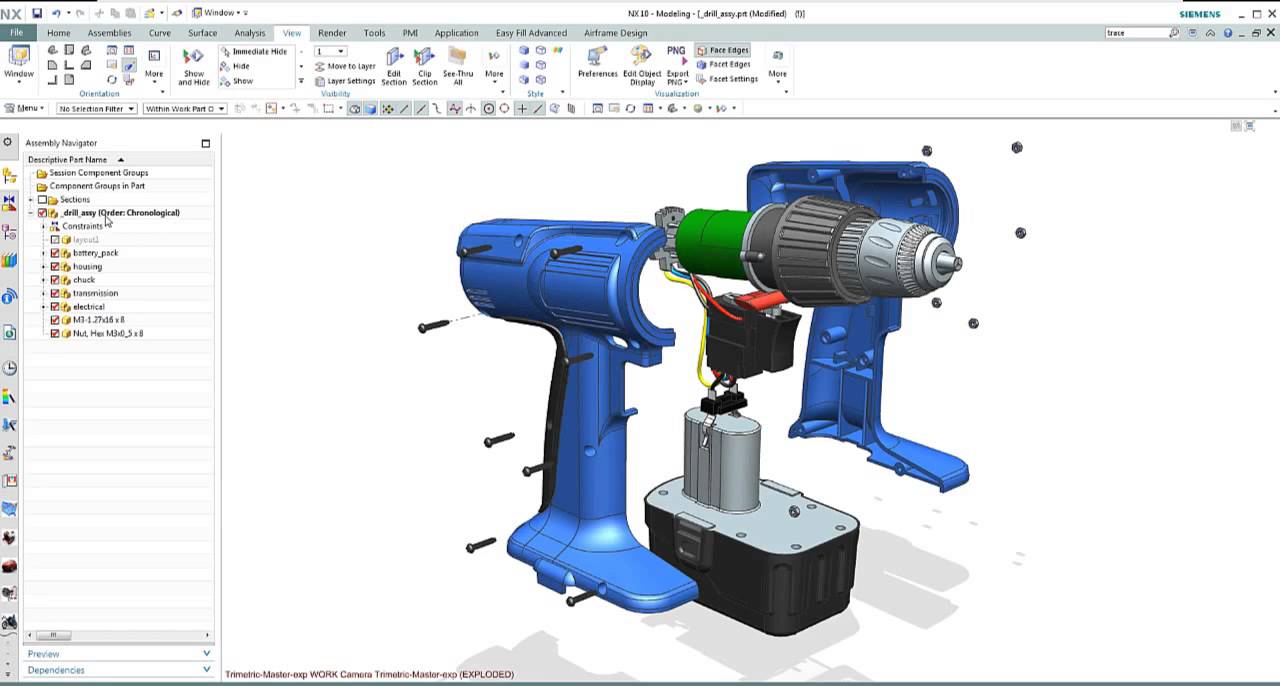 NX Window NX 10 - Modeling - [_drill_assy.prt (Modified) (!)] SIEMENS
File Home Assemblies Curve Surface Analysis View Render Tools PMI Application Easy Fill Advanced Airframe Design trace
Window More Show and Hide Immediate Hide Hide Show 1 Move to Layer Layer Settings Edit Section Clip Section See-Thru All More Preferences Edit Object Display PNG Export PNG Face Edges Facet Edges Facet Settings More
Orientation Visibility Style Visualization
Menu No Selection Filter Within Work Part O
Assembly Navigator
Descriptive Part Name
Session Component Groups
Component Groups in Part
Sections
_drill_assy (Order: Chronological)
Constraints
layout1
battery_pack
housing
chuck
transmission
electrical
M3-1.27x16 x 8
Nut, Hex M3x0_5 x 8
Preview
Dependencies
Trimetric-Master-exp WORK Camera Trimetric-Master-exp (EXPLODED)